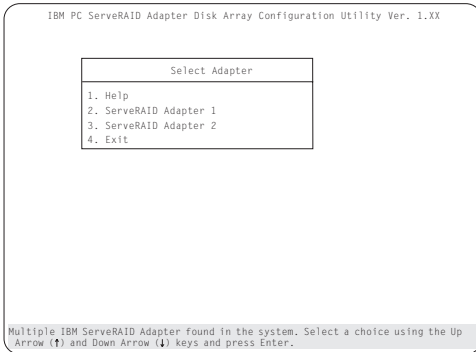 IBM PC ServeRAID Adapter Disk Array Configuration Utility Ver. 1.XX
Select Adapter
1. Help
2. ServeRAID Adapter 1
3. ServeRAID Adapter 2
4. Exit
Multiple IBM ServeRAID Adapter found in the system. Select a choice using the Up
Arrow (↑) and Down Arrow (↓) keys and press Enter.